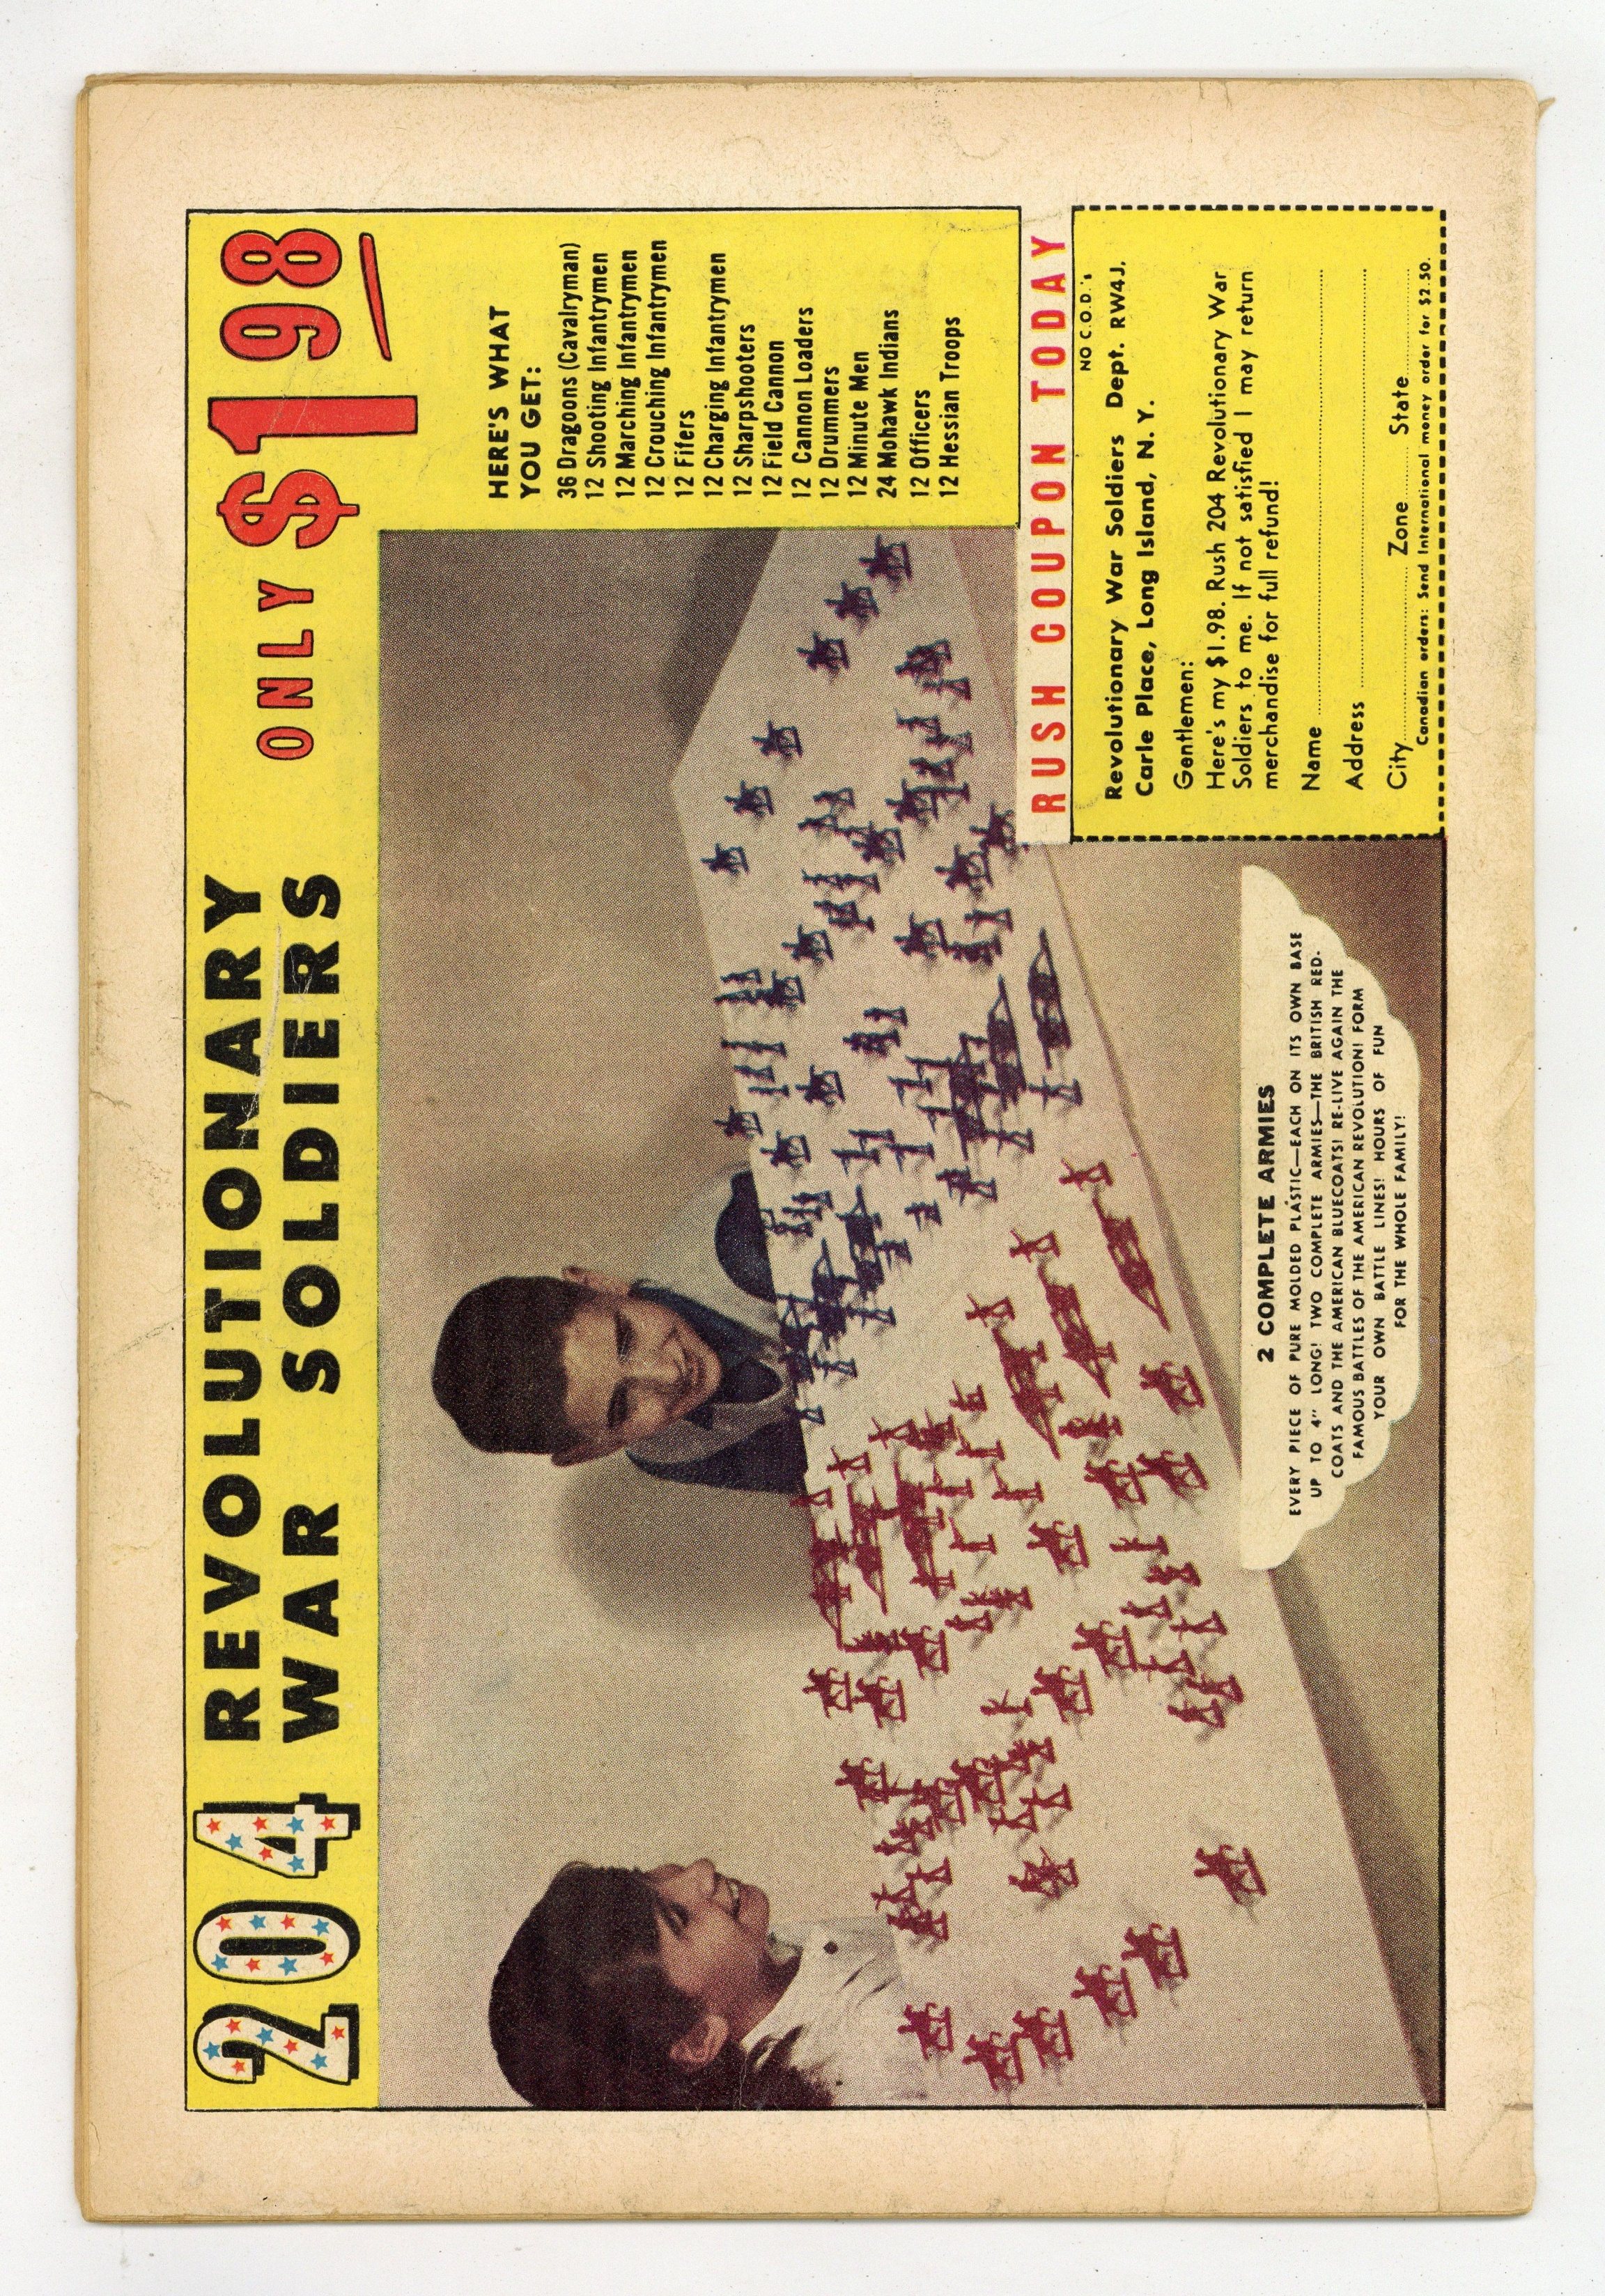 204 REVOLUTIONARY
WAR SOLDIERS
ONLY $1.98
HERE'S WHAT
YOU GET:
36 Dragoons (Cavalryman)
12 Shooting Infantrymen
12 Marching Infantrymen
12 Crouching Infantrymen
12 Fifers
12 Charging Infantrymen
12 Sharpshooters
12 Field Cannon
12 Cannon Loaders
12 Drummers
12 Minute Men
24 Mohawk Indians
12 Officers
12 Hessian Troops
2 COMPLETE ARMIES
EVERY PIECE OF PURE MOLDED PLASTIC—EACH ON ITS OWN BASE
UP TO 4" LONG! TWO COMPLETE ARMIES—THE BRITISH RED-
COATS AND THE AMERICAN BLUECOATS! RE-LIVE AGAIN THE
FAMOUS BATTLES OF THE AMERICAN REVOLUTION! FORM
YOUR OWN BATTLE LINES! HOURS OF FUN
FOR THE WHOLE FAMILY!
RUSH COUPON TODAY
NO C.O.D.'s
Revolutionary War Soldiers Dept. RW4J.
Carle Place, Long Island, N. Y.
Gentlemen:
Here's my $1.98. Rush 204 Revolutionary War
Soldiers to me. If not satisfied I may return
merchandise for full refund!
Name
Address
City Zone State
Canadian orders: Send International money order for $2.50.